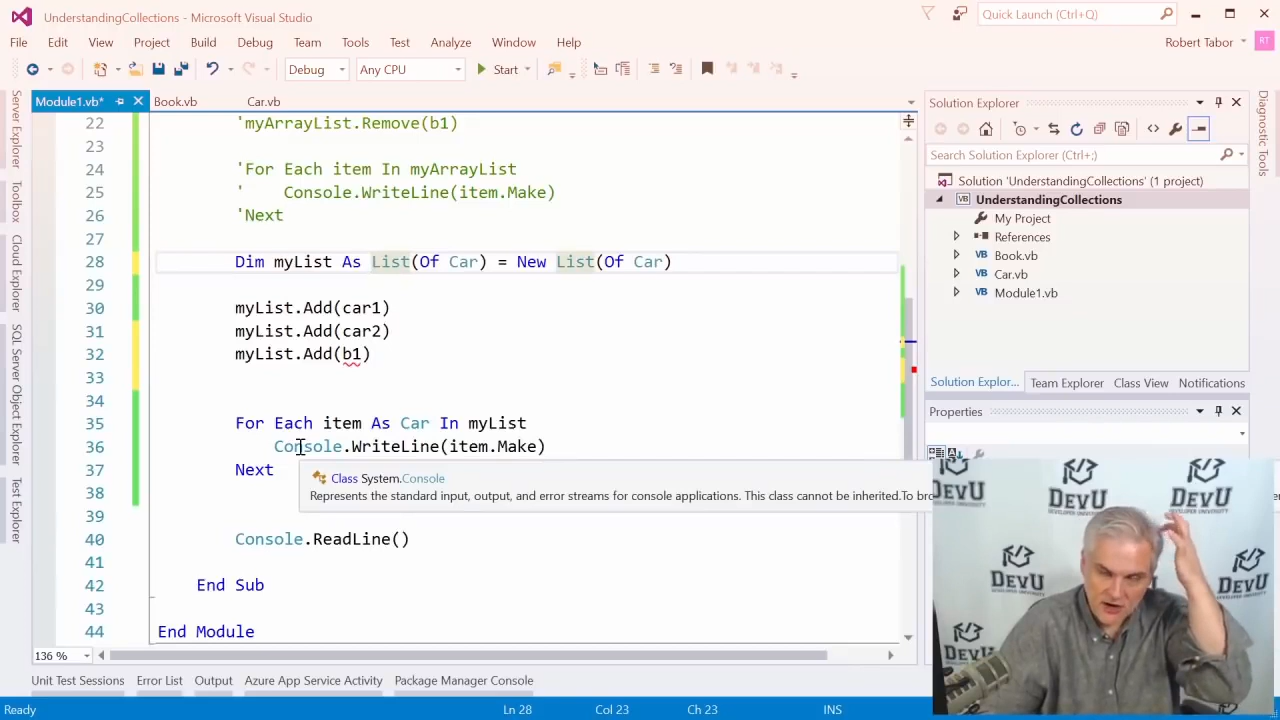 UnderstandingCollections - Microsoft Visual Studio
Quick Launch (Ctrl+Q)
File Edit View Project Build Debug Team Tools Test Analyze Window Help
Robert Tabor RT
Debug Any CPU Start
Module1.vb* Book.vb Car.vb
Server Explorer
Toolbox
Cloud Explorer
SQL Server Object Explorer
Test Explorer
22 'myArrayList.Remove(b1)
23
24 'For Each item In myArrayList
25 ' Console.WriteLine(item.Make)
26 'Next
27
28 Dim myList As List(Of Car) = New List(Of Car)
29
30 myList.Add(car1)
31 myList.Add(car2)
32 myList.Add(b1)
33
34
35 For Each item As Car In myList
36 Console.WriteLine(item.Make)
37 Next
38
39
40 Console.ReadLine()
41
42 End Sub
43
44 End Module
Class System.Console
Represents the standard input, output, and error streams for console applications. This class cannot be inherited.To bro
136 %
Solution Explorer
Search Solution Explorer (Ctrl+;)
Solution 'UnderstandingCollections' (1 project)
UnderstandingCollections
My Project
References
Book.vb
Car.vb
Module1.vb
Solution Explor... Team Explorer Class View Notifications
Properties
Diagnostic Tools
DevU
DEVELOPER UNIVERSITY
DevU
DevU
DevU
DevU
DevU
Unit Test Sessions Error List Output Azure App Service Activity Package Manager Console
Ready Ln 28 Col 23 Ch 23 INS